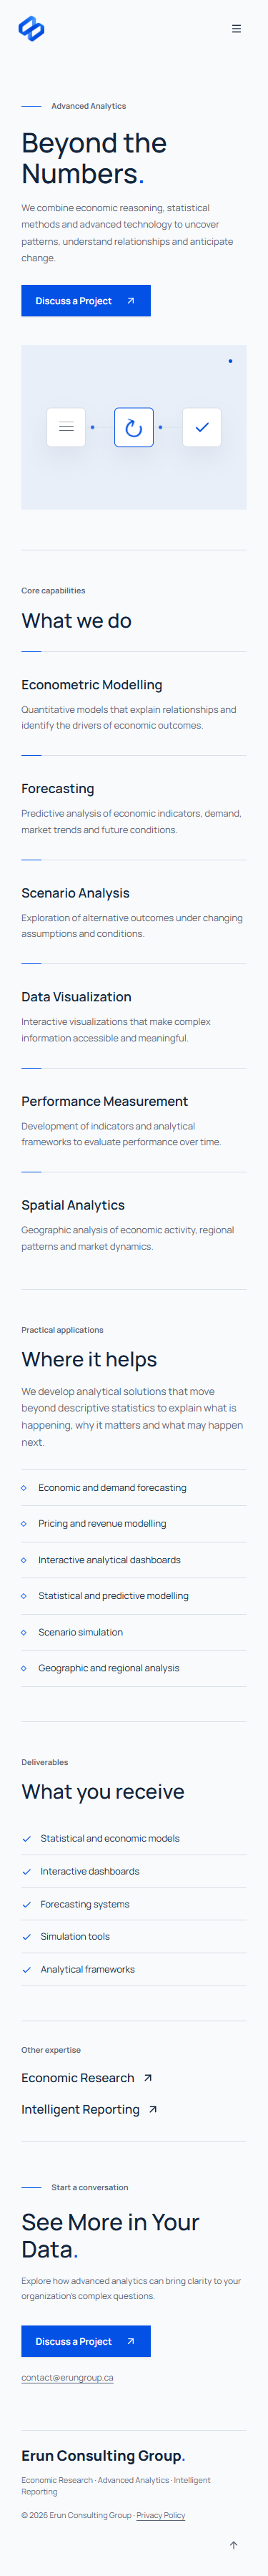 Advanced Analytics
Beyond the
Numbers.
We combine economic reasoning, statistical
methods and advanced technology to uncover
patterns, understand relationships and anticipate
change.
Discuss a Project
Core capabilities
What we do
Econometric Modelling
Quantitative models that explain relationships and
identify the drivers of economic outcomes.
Forecasting
Predictive analysis of economic indicators, demand,
market trends and future conditions.
Scenario Analysis
Exploration of alternative outcomes under changing
assumptions and conditions.
Data Visualization
Interactive visualizations that make complex
information accessible and meaningful.
Performance Measurement
Development of indicators and analytical
frameworks to evaluate performance over time.
Spatial Analytics
Geographic analysis of economic activity, regional
patterns and market dynamics.
Practical applications
Where it helps
We develop analytical solutions that move
beyond descriptive statistics to explain what is
happening, why it matters and what may happen
next.
Economic and demand forecasting
Pricing and revenue modelling
Interactive analytical dashboards
Statistical and predictive modelling
Scenario simulation
Geographic and regional analysis
Deliverables
What you receive
Statistical and economic models
Interactive dashboards
Forecasting systems
Simulation tools
Analytical frameworks
Other expertise
Economic Research
Intelligent Reporting
Start a conversation
See More in Your
Data.
Explore how advanced analytics can bring clarity to your
organization's complex questions.
Discuss a Project
contact@erungroup.ca
Erun Consulting Group.
Economic Research · Advanced Analytics · Intelligent
Reporting
© 2026 Erun Consulting Group · Privacy Policy